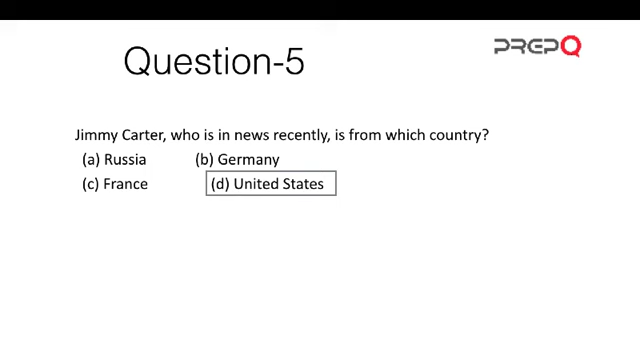 PREPQ
Question-5
Jimmy Carter, who is in news recently, is from which country?
(a) Russia (b) Germany
(c) France (d) United States